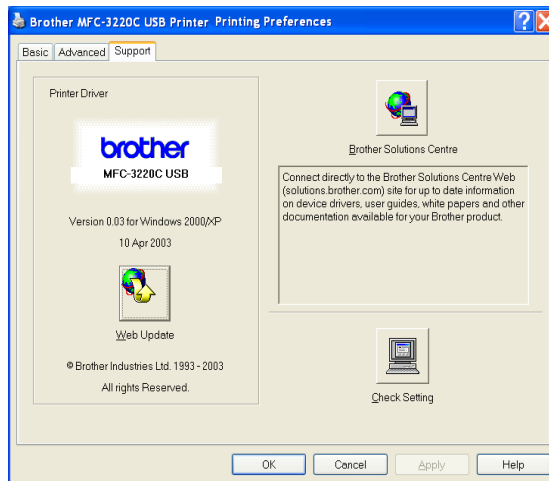 Brother MFC-3220C USB Printer Printing Preferences
Basic
Advanced
Support
Printer Driver
brother
MFC-3220C USB
Version 0.03 for Windows 2000/XP
10 Apr 2003
Web Update
© Brother Industries Ltd. 1993 - 2003
All rights Reserved.
Brother Solutions Centre
Connect directly to the Brother Solutions Centre Web
(solutions.brother.com) site for up to date information
on device drivers, user guides, white papers and other
documentation available for your Brother product.
Check Setting
OK
Cancel
Apply
Help